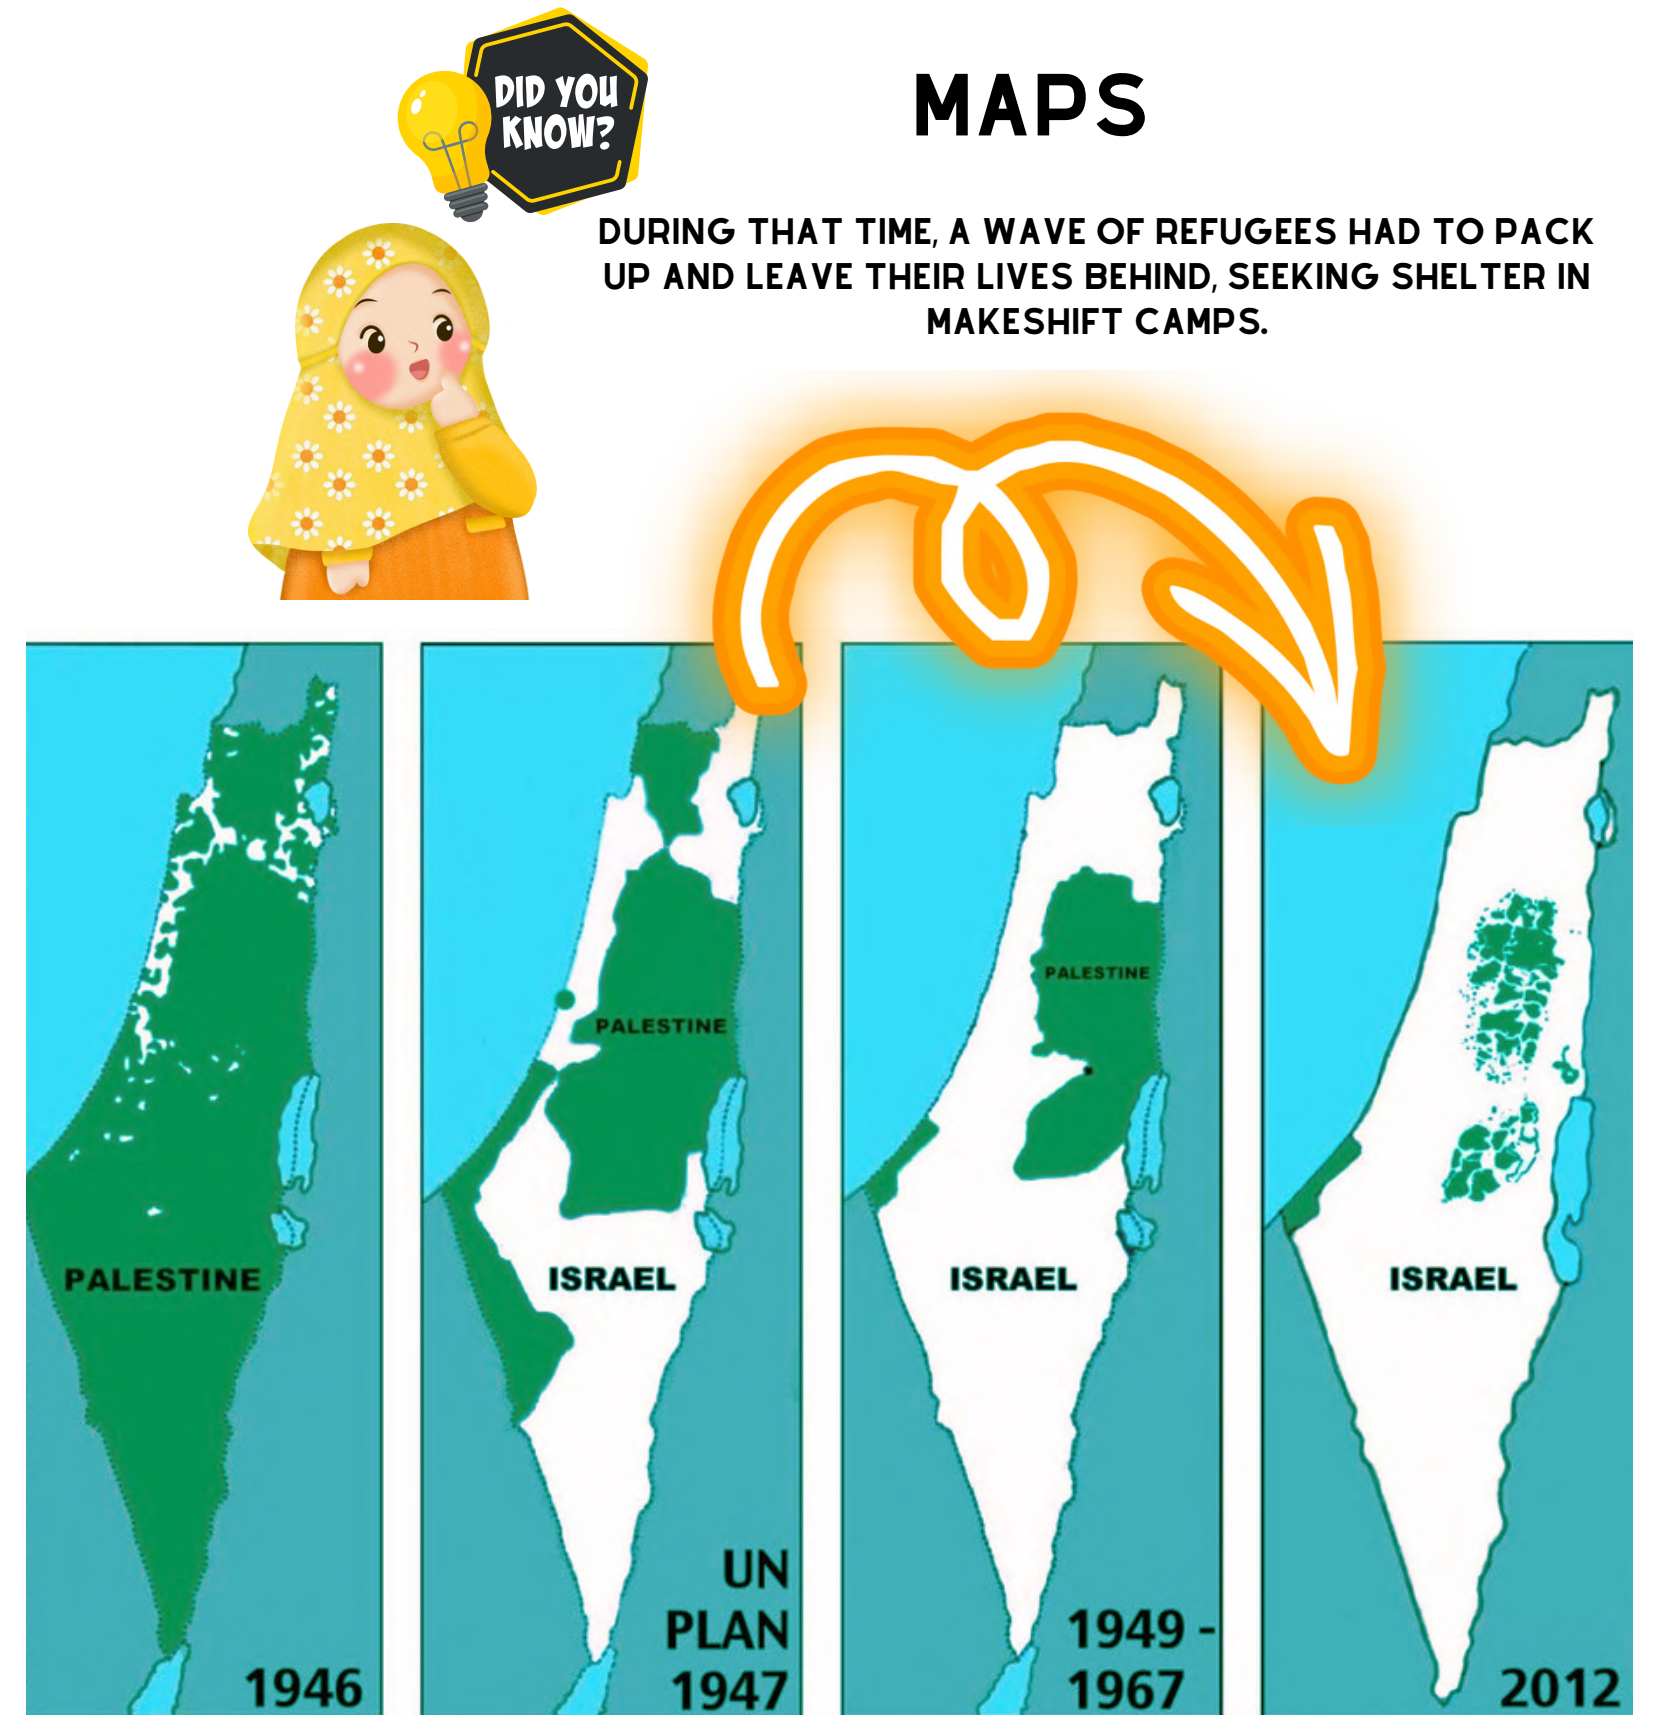 DID YOU
KNOW?
MAPS
DURING THAT TIME, A WAVE OF REFUGEES HAD TO PACK
UP AND LEAVE THEIR LIVES BEHIND, SEEKING SHELTER IN
MAKESHIFT CAMPS.
PALESTINE
1946
PALESTINE
ISRAEL
UN
PLAN
1947
PALESTINE
ISRAEL
1949 -
1967
ISRAEL
2012